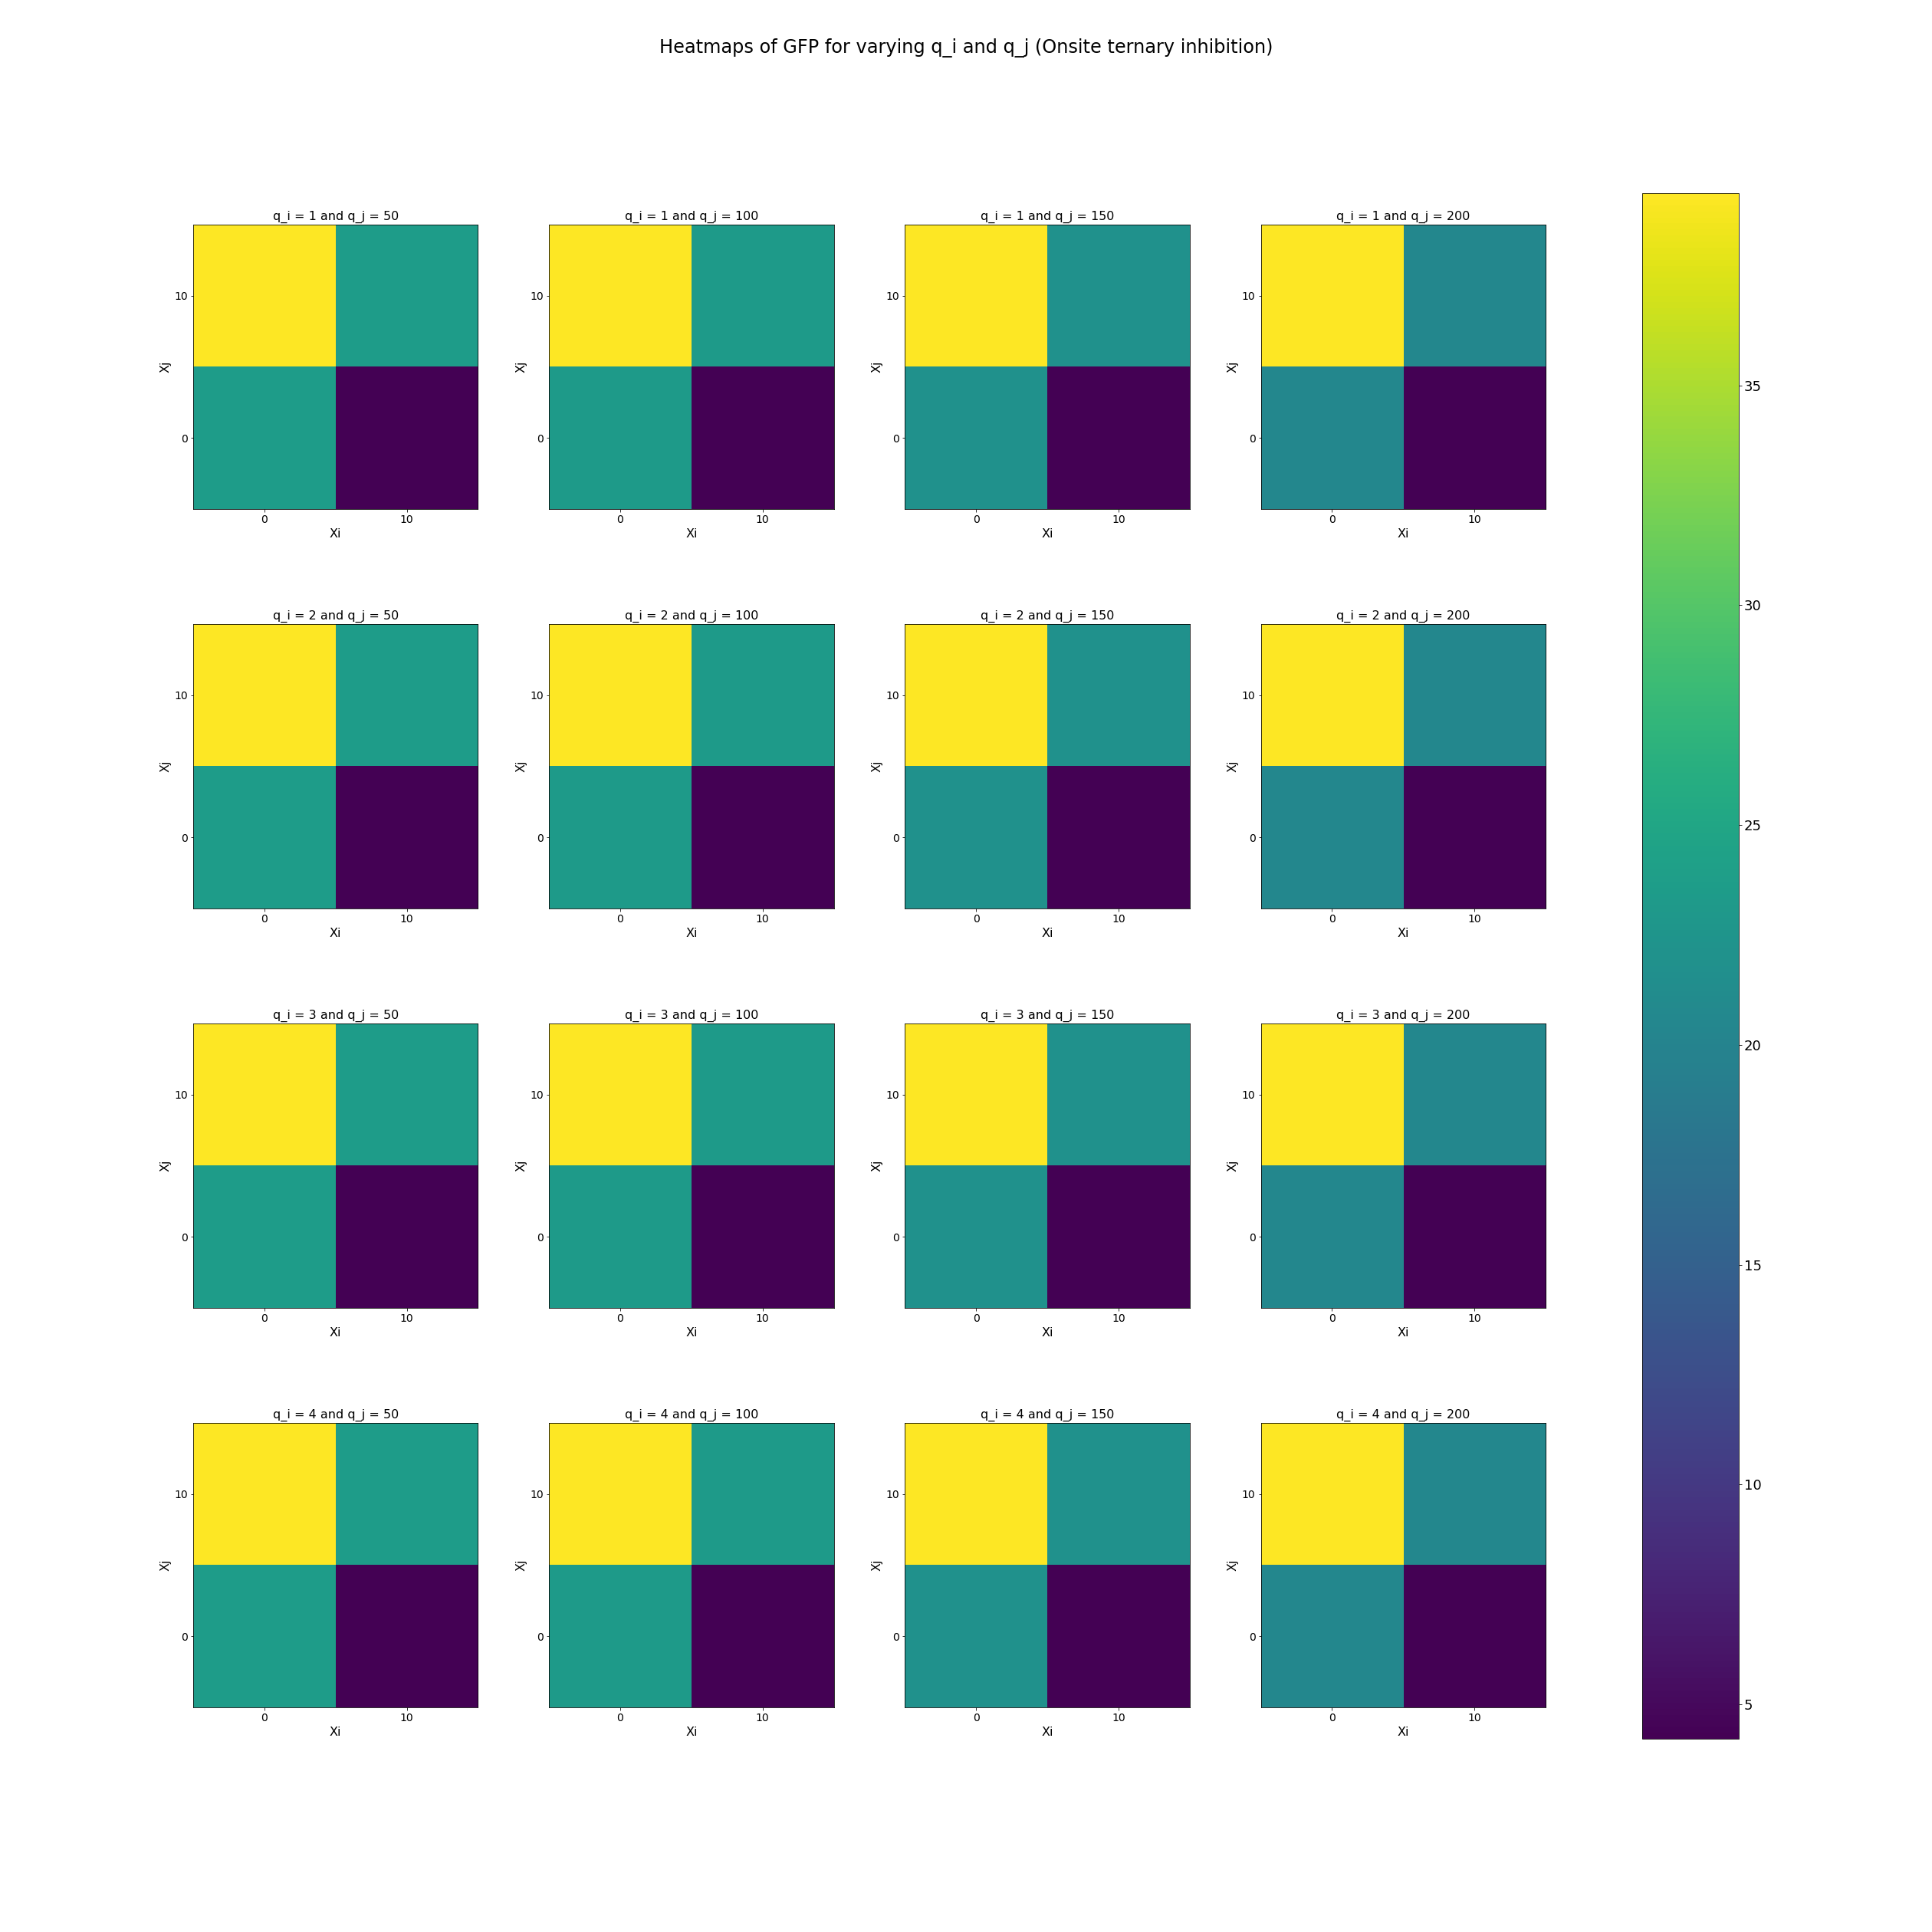 Heatmaps of GFP for varying q_i and q_j (Onsite ternary inhibition)
q_i = 1 and q_j = 50
10
0
Xj
0 10
Xi
q_i = 1 and q_j = 100
10
0
Xj
0 10
Xi
q_i = 1 and q_j = 150
10
0
Xj
0 10
Xi
q_i = 1 and q_j = 200
10
0
Xj
0 10
Xi
q_i = 2 and q_j = 50
10
0
Xj
0 10
Xi
q_i = 2 and q_j = 100
10
0
Xj
0 10
Xi
q_i = 2 and q_j = 150
10
0
Xj
0 10
Xi
q_i = 2 and q_j = 200
10
0
Xj
0 10
Xi
q_i = 3 and q_j = 50
10
0
Xj
0 10
Xi
q_i = 3 and q_j = 100
10
0
Xj
0 10
Xi
q_i = 3 and q_j = 150
10
0
Xj
0 10
Xi
q_i = 3 and q_j = 200
10
0
Xj
0 10
Xi
q_i = 4 and q_j = 50
10
0
Xj
0 10
Xi
q_i = 4 and q_j = 100
10
0
Xj
0 10
Xi
q_i = 4 and q_j = 150
10
0
Xj
0 10
Xi
q_i = 4 and q_j = 200
10
0
Xj
0 10
Xi
35
30
25
20
15
10
5